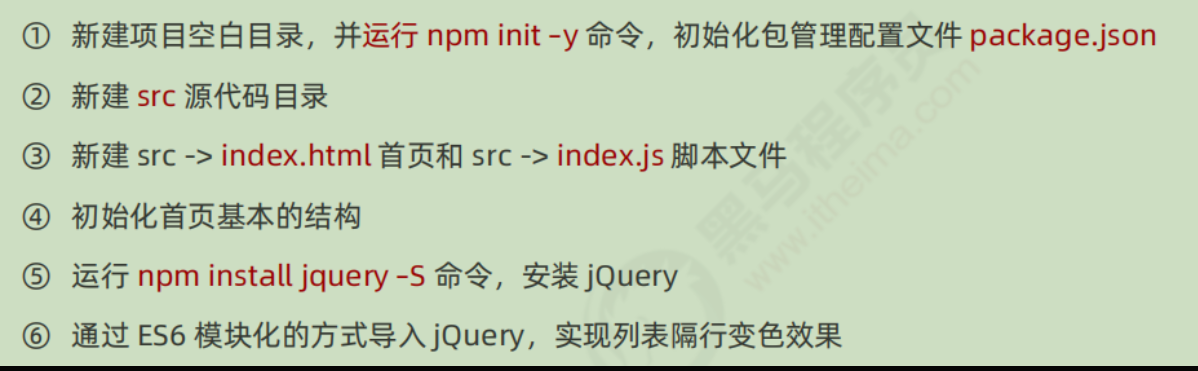 ① 新建项目空白目录，并运行 npm init –y 命令，初始化包管理配置文件 package.json
② 新建 src 源代码目录
③ 新建 src -> index.html 首页和 src -> index.js 脚本文件
④ 初始化首页基本的结构
⑤ 运行 npm install jquery –S 命令，安装 jQuery
⑥ 通过 ES6 模块化的方式导入 jQuery，实现列表隔行变色效果
黑马程序员
www.itheima.com